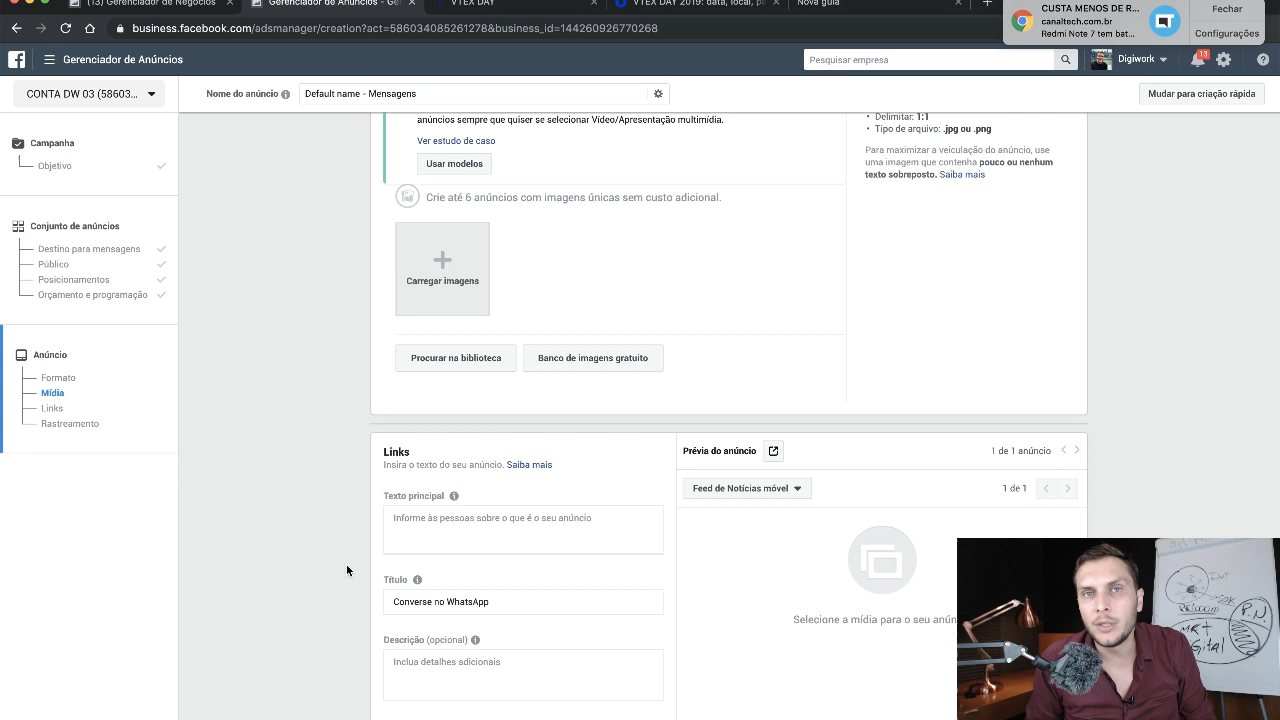 (13) Gerenciador de Negócios
Gerenciador de Anúncios - Ge
VTEX DAY
VTEX DAY 2019: data, local, p
Nova guia
CUSTA MENOS DE R...
canaltech.com.br
Redmi Note 7 tem bat...
Fechar
Configurações
business.facebook.com/adsmanager/creation?act=586034085261278&business_id=144260926770268
Gerenciador de Anúncios
Pesquisar empresa
Digiwork
13
CONTA DW 03 (58603...
Nome do anúncio
Default name - Mensagens
Mudar para criação rápida
Campanha
Objetivo
Conjunto de anúncios
Destino para mensagens
Público
Posicionamentos
Orçamento e programação
Anúncio
Formato
Mídia
Links
Rastreamento
anúncios sempre que quiser se selecionar Vídeo/Apresentação multimídia.
Ver estudo de caso
Usar modelos
Crie até 6 anúncios com imagens únicas sem custo adicional.
Carregar imagens
Procurar na biblioteca
Banco de imagens gratuito
• Delimitar: 1:1
• Tipo de arquivo: .jpg ou .png
Para maximizar a veiculação do anúncio, use
uma imagem que contenha pouco ou nenhum
texto sobreposto. Saiba mais
Links
Insira o texto do seu anúncio. Saiba mais
Texto principal
Informe às pessoas sobre o que é o seu anúncio
Título
Converse no WhatsApp
Descrição (opcional)
Inclua detalhes adicionais
Prévia do anúncio
1 de 1 anúncio
Feed de Notícias móvel
1 de 1
Selecione a mídia para o seu anún
P.N.